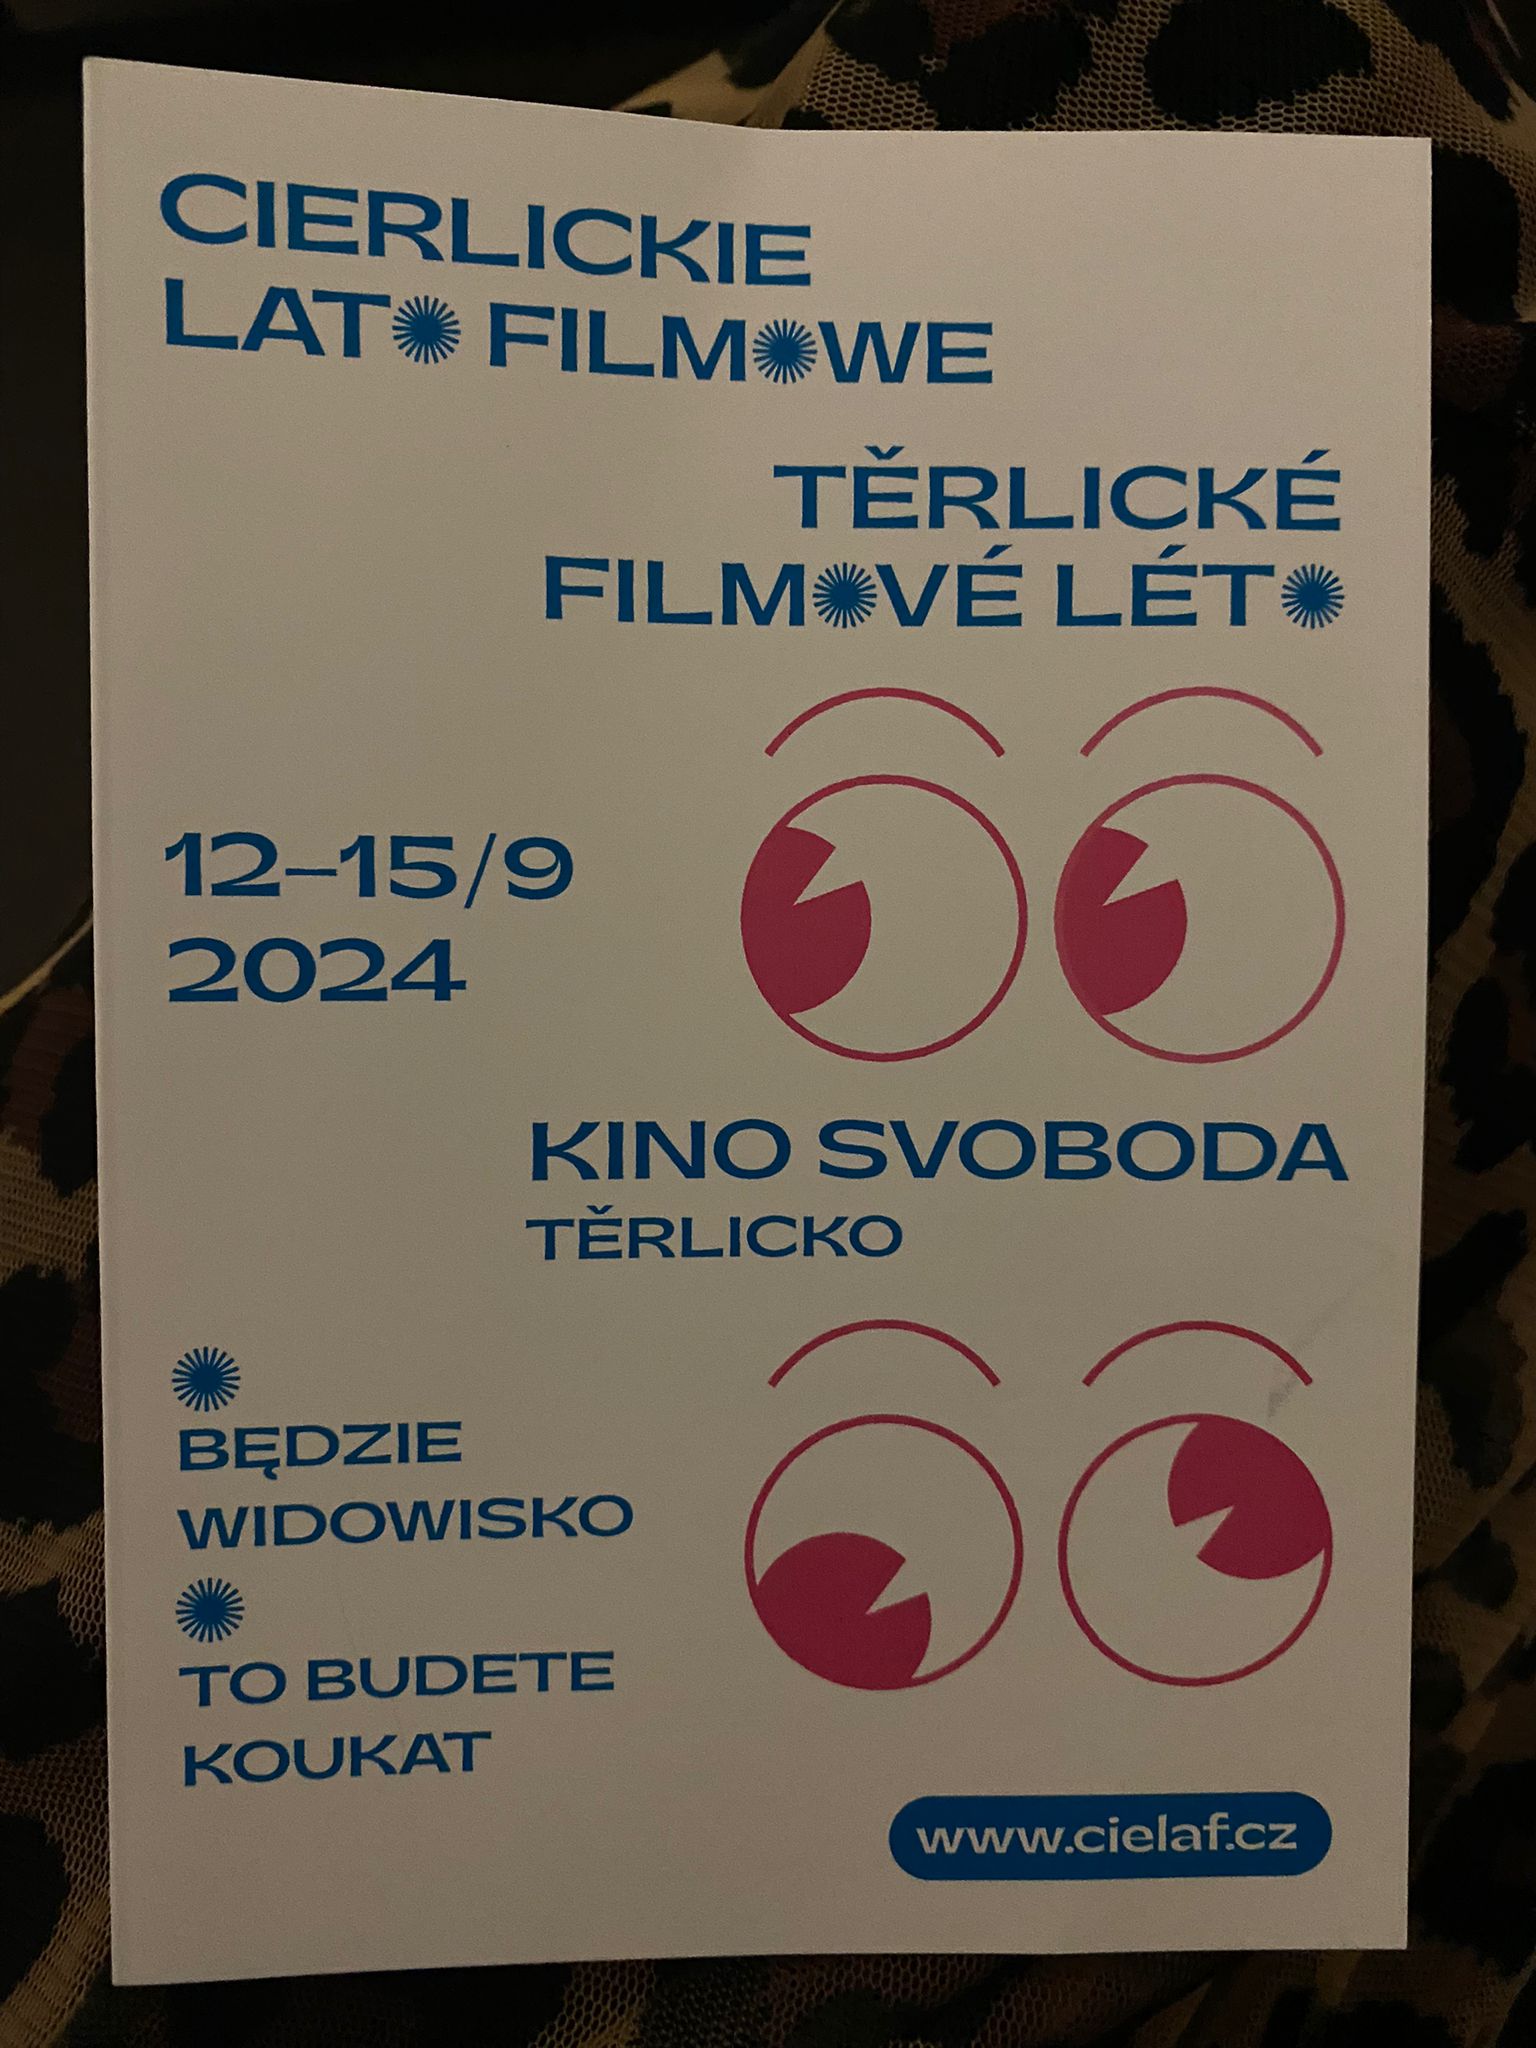 CIERLICKIE
LATO FILMOWE
TĚRLICKÉ
FILMOVÉ LÉTO
12–15/9
2024
KINO SVOBODA
TĚRLICKO
BĘDZIE
WIDOWISKO
TO BUDETE
KOUKAT
www.cielaf.cz